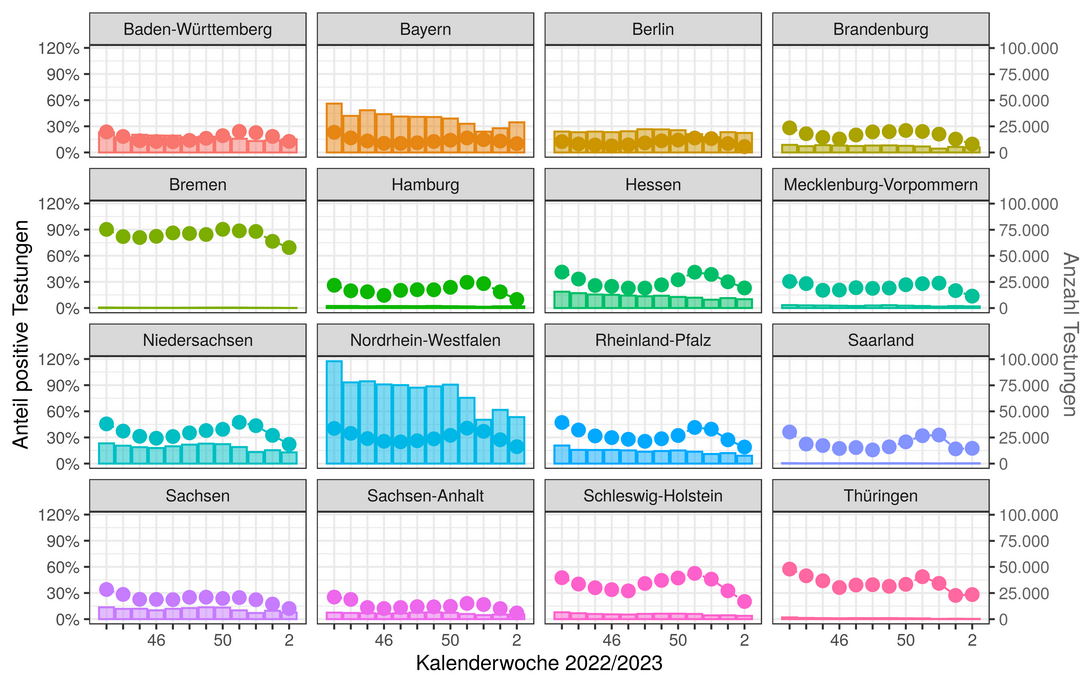 Baden-Württemberg Bayern Berlin Brandenburg
120% 100.000
90% 75.000
60% 50.000
30% 25.000
0% 0
Bremen Hamburg Hessen Mecklenburg-Vorpommern
120% 100.000
90% 75.000
60% 50.000
30% 25.000
0% 0
Anteil positive Testungen
Anzahl Testungen
Niedersachsen Nordrhein-Westfalen Rheinland-Pfalz Saarland
120% 100.000
90% 75.000
60% 50.000
30% 25.000
0% 0
Sachsen Sachsen-Anhalt Schleswig-Holstein Thüringen
120% 100.000
90% 75.000
60% 50.000
30% 25.000
0% 0
46 50 2 46 50 2 46 50 2 46 50 2
Kalenderwoche 2022/2023